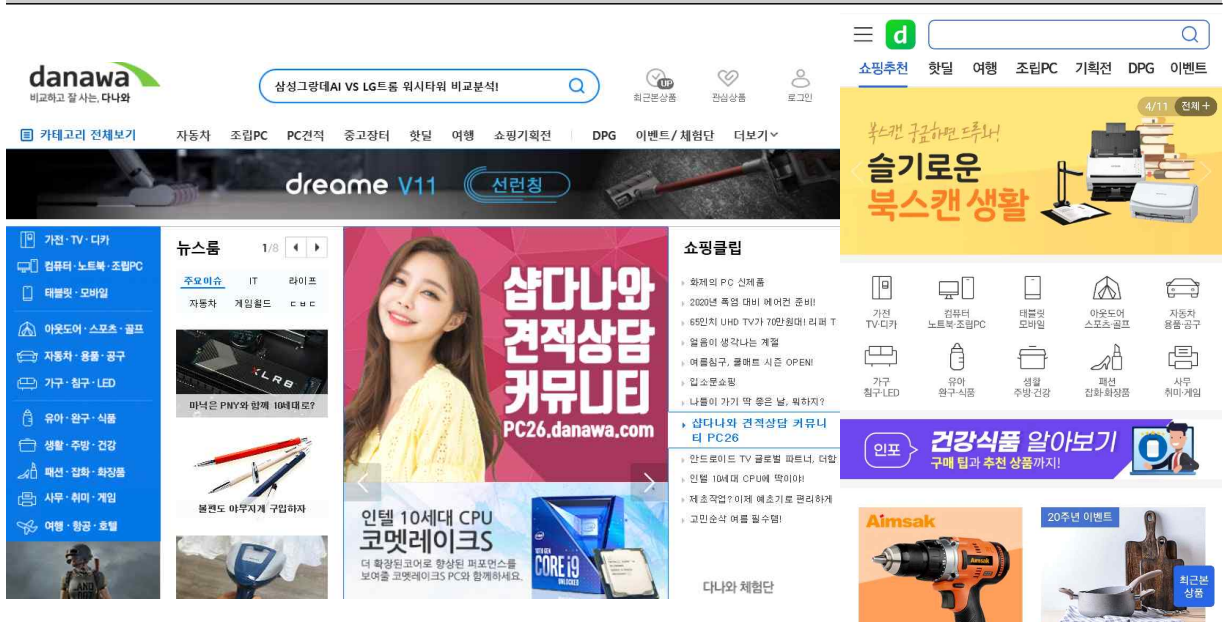 danawa
비교하고 잘 사는, 다나와
삼성그랑데AI VS LG트롬 워시타워 비교분석!
UP
최근본상품
관심상품
로그인
카테고리 전체보기
자동차 조립PC PC견적 중고장터 핫딜 여행 쇼핑기획전 DPG 이벤트/체험단 더보기
dreame V11 선런칭
가전·TV·디카
컴퓨터·노트북·조립PC
태블릿·모바일
아웃도어·스포츠·골프
자동차·용품·공구
가구·침구·LED
유아·완구·식품
생활·주방·건강
패션·잡화·화장품
사무·취미·게임
여행·항공·호텔
뉴스룸 1/8
주요이슈 IT 라이프
자동차 게임월드 ㄷㅂㄷ
XLR8
마닉은 PNY와 함께 10세대로?
볼펜도 야무지게 구입하자
샵다나와
견적상담
커뮤니티
PC26.danawa.com
인텔 10세대 CPU
코멧레이크S
더 확장된코어로 향상된 퍼포먼스를
보여줄 코멧레이크S PC와 함께하세요.
CORE i9
UNLOCKED
쇼핑클립
화제의 PC 신제품
2020년 폭염 대비 에어컨 준비!
65인치 UHD TV가 70만원대! 리퍼 T
얼음이 생각나는 계절
여름침구, 쿨매트 시즌 OPEN!
입소문쇼핑
나들이 가기 딱 좋은 날, 뭐하지?
샵다나와 견적상담 커뮤니
티 PC26
안드로이드 TV 글로벌 파트너, 더함
인텔 10세대 CPU에 딱이야!
제초작업? 이제 예초기로 편리하게
고민순삭 여름 필수템!
다나와 체험단
d
쇼핑추천 핫딜 여행 조립PC 기획전 DPG 이벤트
4/11 전체+
북스캔 궁금하면 드루와!
슬기로운
북스캔 생활
가전
TV·디카
컴퓨터
노트북·조립PC
태블릿
모바일
아웃도어
스포츠·골프
자동차
용품·공구
가구
침구·LED
유아
완구·식품
생활
주방·건강
패션
잡화·화장품
사무
취미·게임
인포
건강식품 알아보기
구매 팁과 추천 상품까지!
Aimsak
Aimsak
20주년 이벤트
최근본
상품